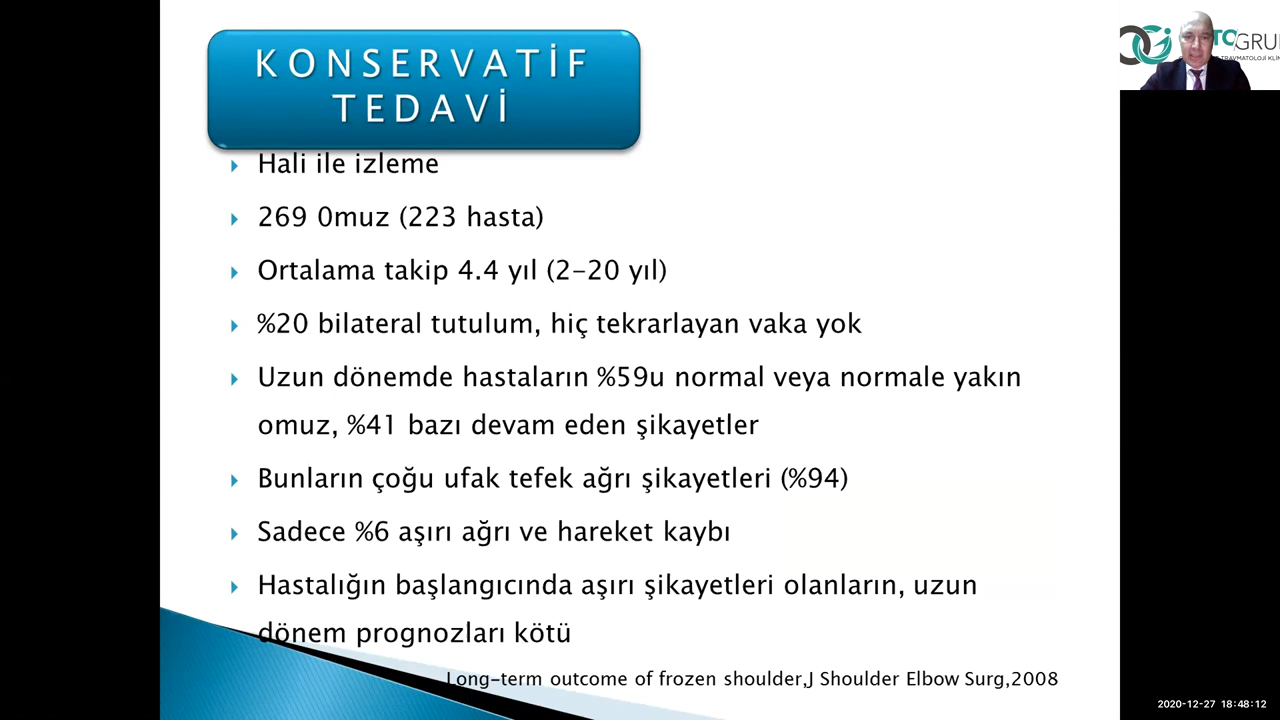 KONSERVATİF
TEDAVİ
Hali ile izleme
269 0muz (223 hasta)
Ortalama takip 4.4 yıl (2-20 yıl)
%20 bilateral tutulum, hiç tekrarlayan vaka yok
Uzun dönemde hastaların %59u normal veya normale yakın
omuz, %41 bazı devam eden şikayetler
Bunların çoğu ufak tefek ağrı şikayetleri (%94)
Sadece %6 aşırı ağrı ve hareket kaybı
Hastalığın başlangıcında aşırı şikayetleri olanların, uzun
dönem prognozları kötü
Long-term outcome of frozen shoulder,J Shoulder Elbow Surg,2008
2020-12-27 18:48:12